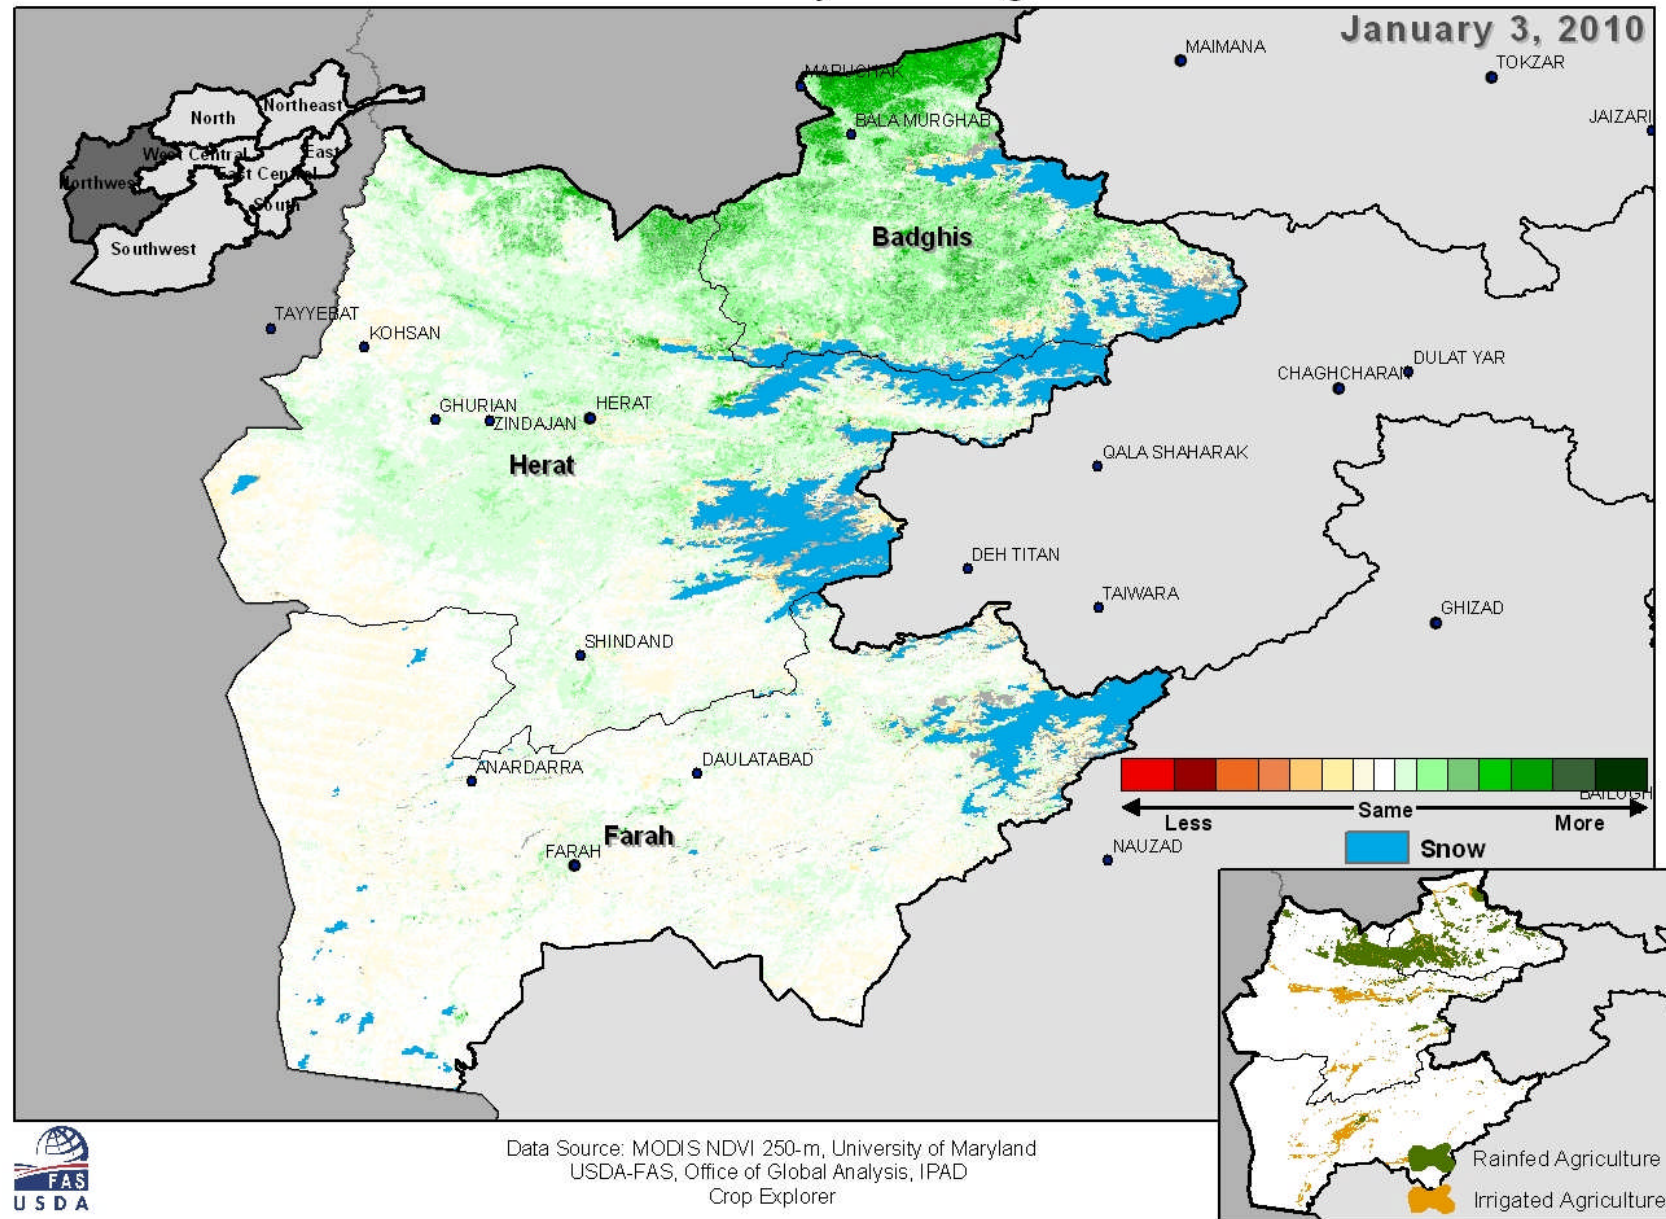 January 3, 2010
MAIMANA
TOKZAR
JAIZARI
MARUCHAK
BALA MURGHAB
North
Northeast
West Central
East
East Central
Northwest
South
Southwest
Badghis
TAYYEBAT
KOHSAN
DULAT YAR
CHAGHCHARAN
GHURIAN
HERAT
ZINDAJAN
Herat
QALA SHAHARAK
DEH TITAN
TAIWARA
GHIZAD
SHINDAND
ANARDARRA
DAULATABAD
Farah
FARAH
NAUZAD
Same
Less
More
Snow
Rainfed Agriculture
Irrigated Agriculture
FAS
USDA
Data Source: MODIS NDVI 250-m, University of Maryland
USDA-FAS, Office of Global Analysis, IPAD
Crop Explorer